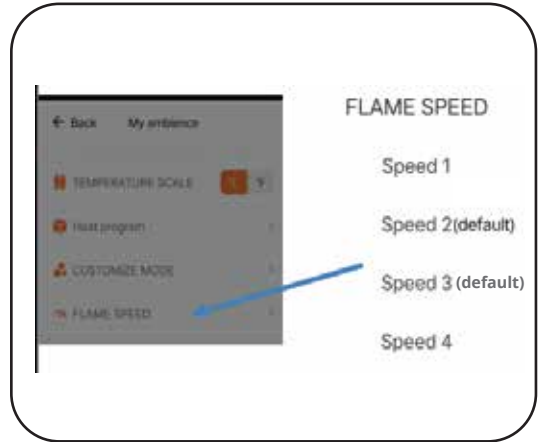 ← Back My ambience
TEMPERATURE SCALE
Heat program
CUSTOMIZE MODE
FLAME SPEED
FLAME SPEED
Speed 1
Speed 2(default)
Speed 3 (default)
Speed 4